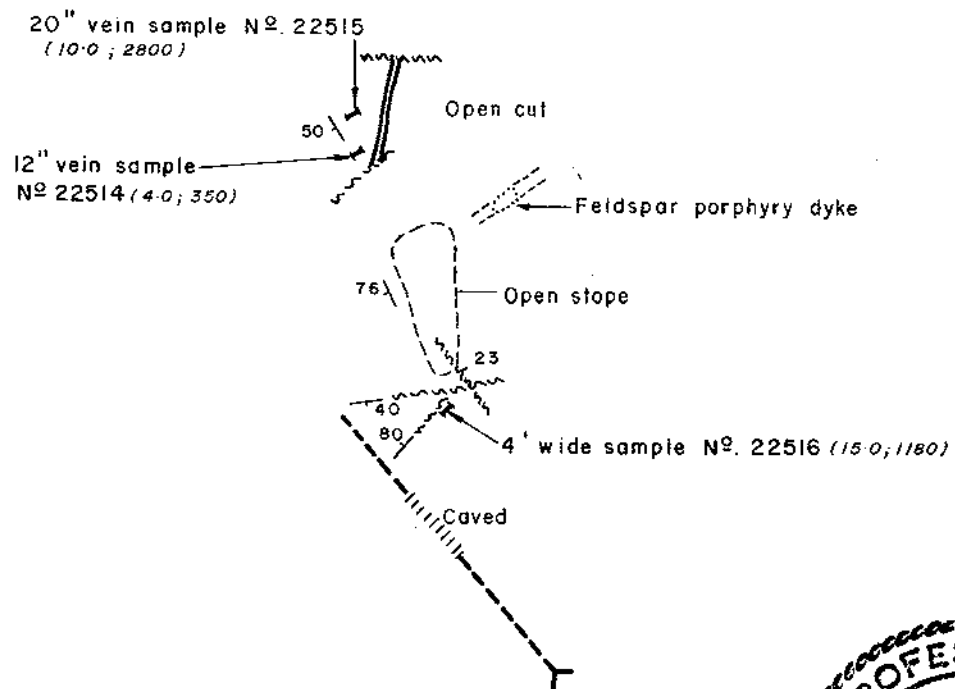 20" vein sample Nº. 22515
(10·0 ; 2800)
Open cut
50
12" vein sample
Nº 22514 (4·0; 350)
Feldspar porphyry dyke
76
Open stope
23
40
80
4' wide sample Nº. 22516 (15·0; 1180)
Caved